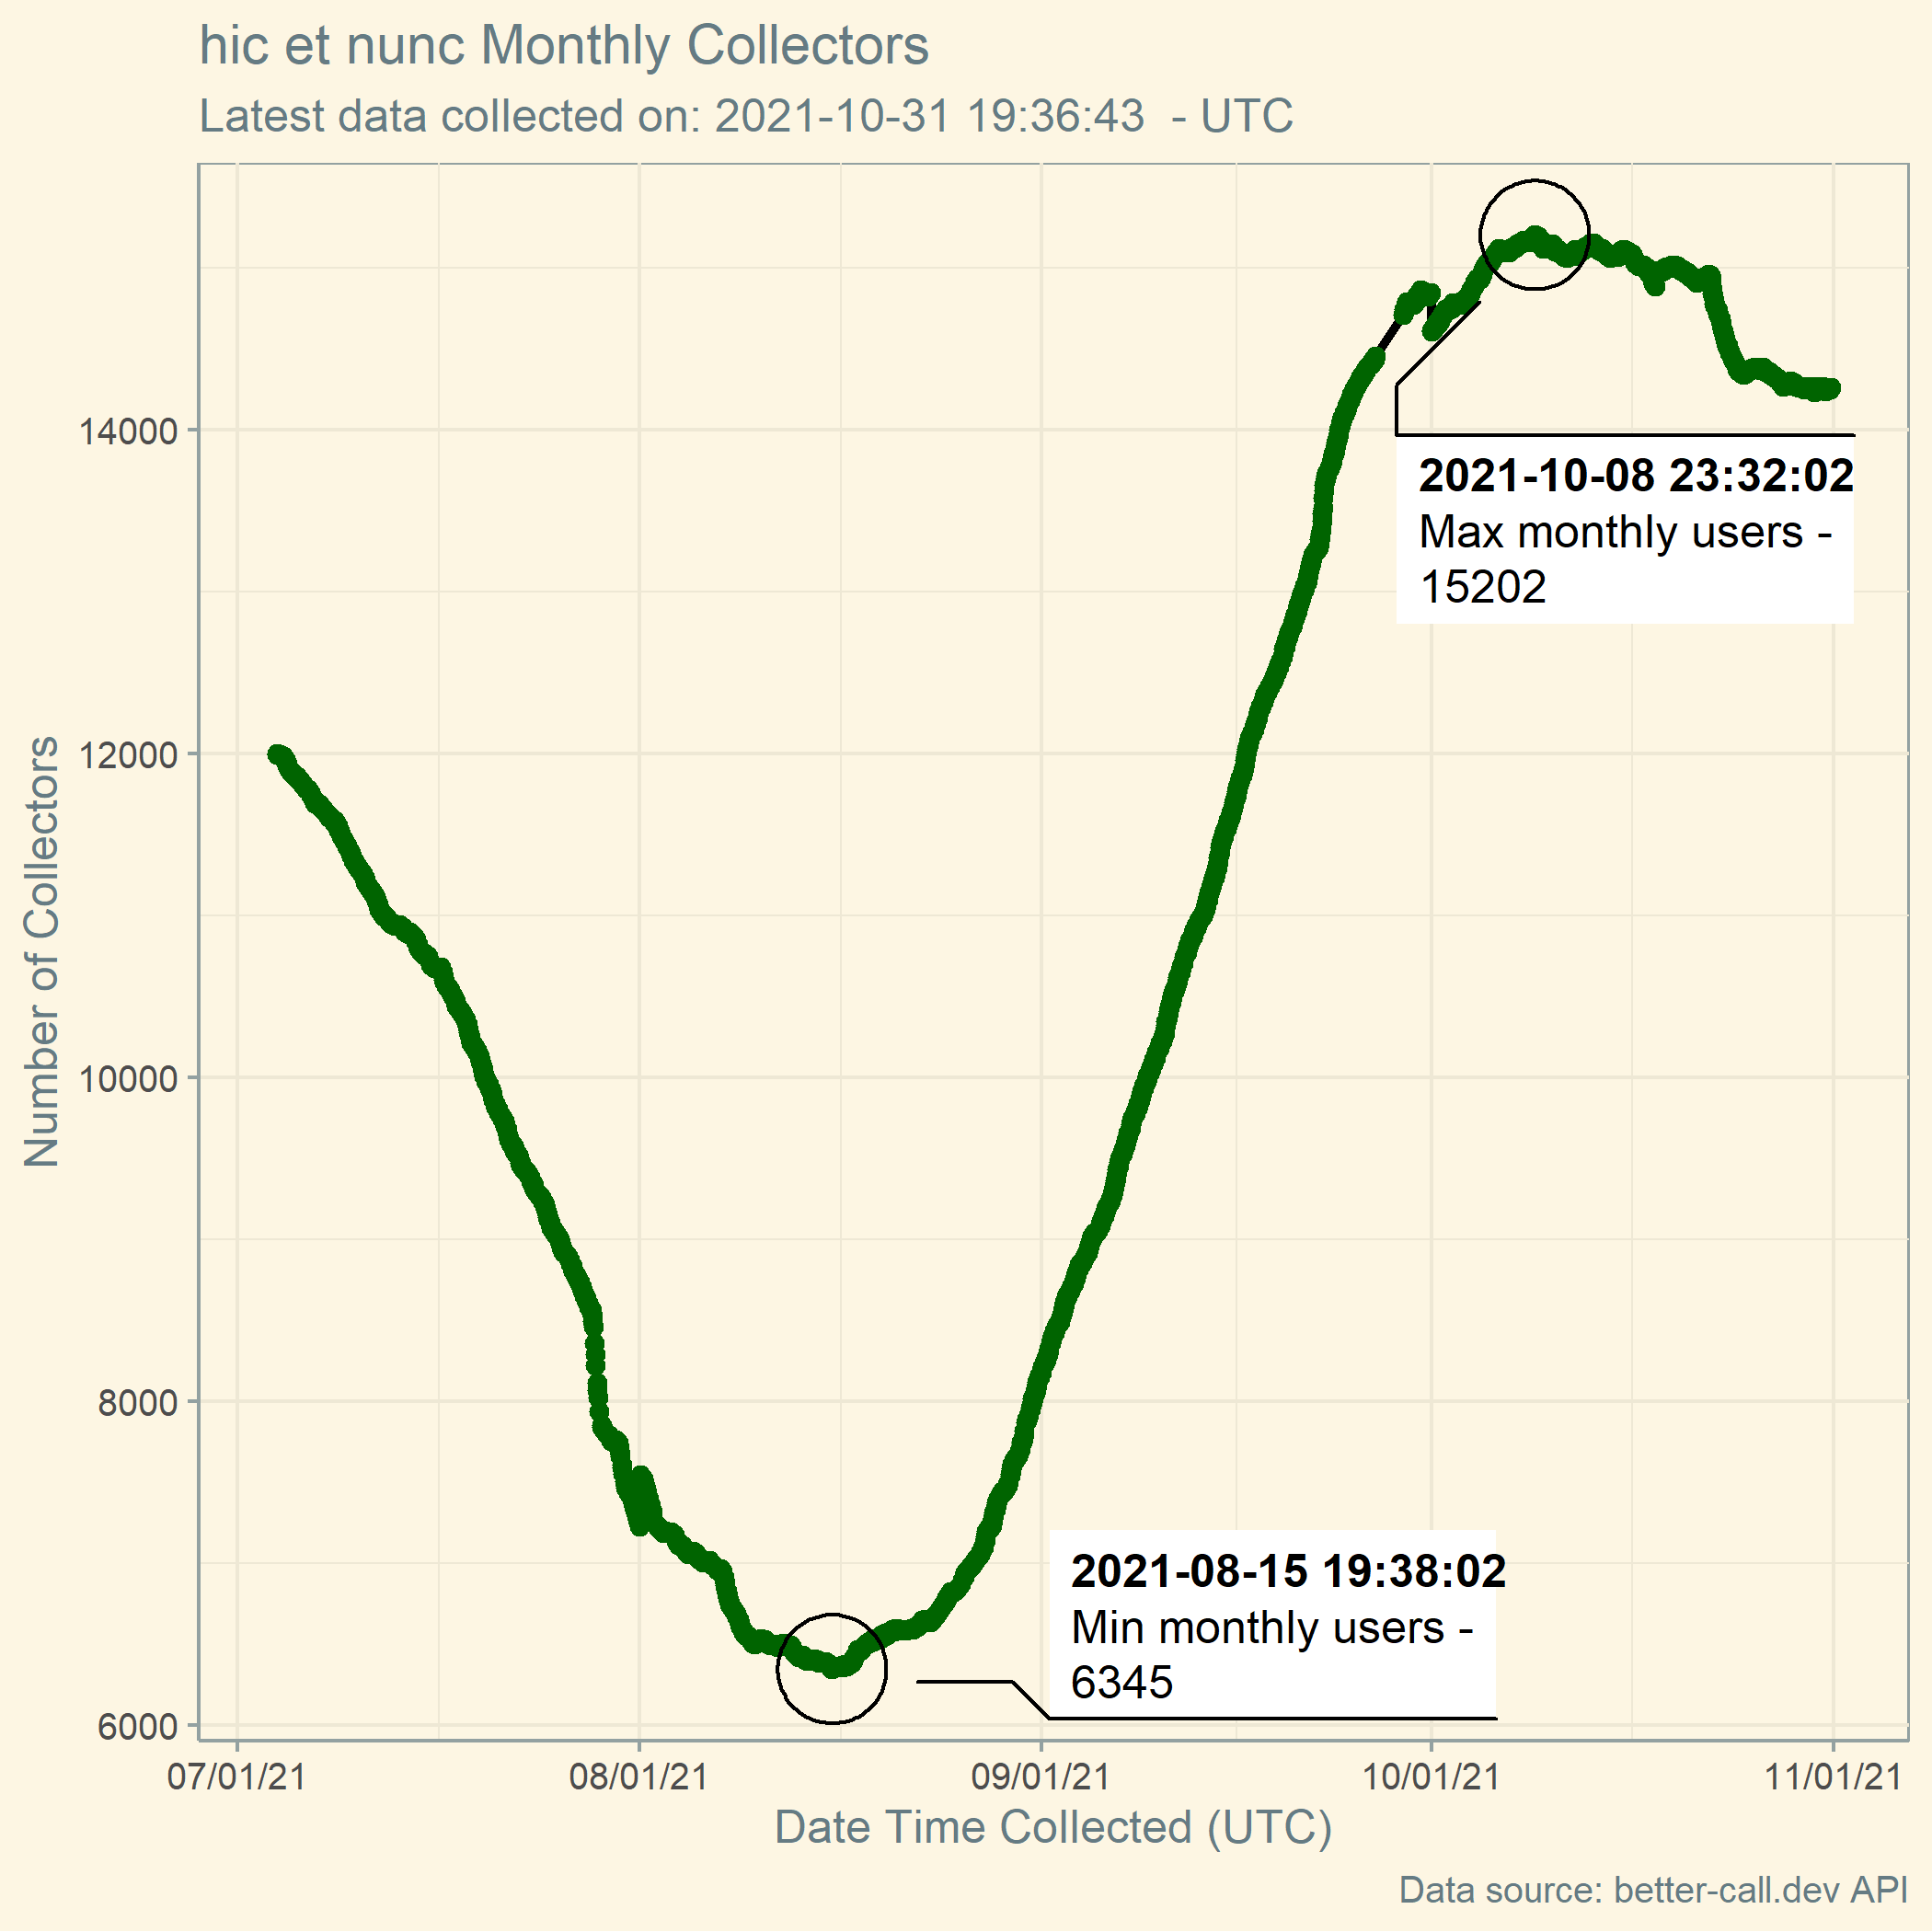 hic et nunc Monthly Collectors
Latest data collected on: 2021-10-31 19:36:43  - UTC
Number of Collectors
14000
12000
10000
8000
6000
2021-10-08 23:32:02
Max monthly users -
15202
2021-08-15 19:38:02
Min monthly users -
6345
07/01/21 08/01/21 09/01/21 10/01/21 11/01/21
Date Time Collected (UTC)
Data source: better-call.dev API